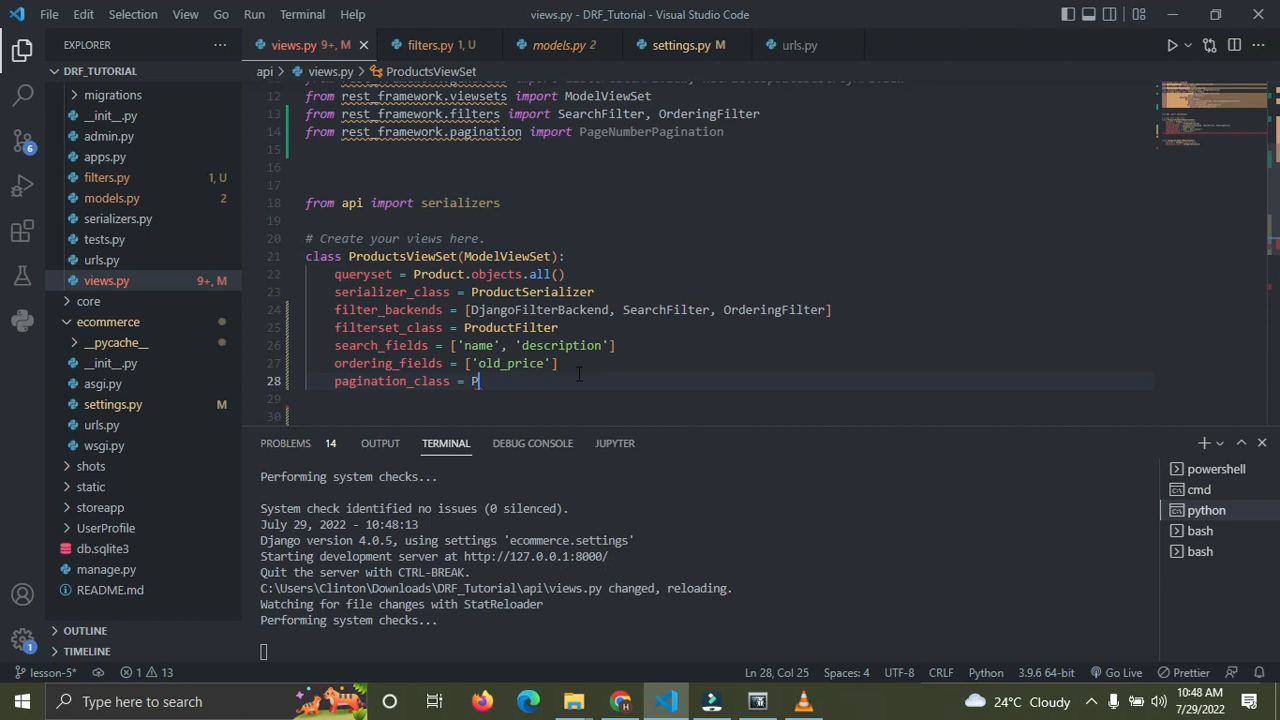 File Edit Selection View Go Run Terminal Help
views.py - DRF_Tutorial - Visual Studio Code
EXPLORER
DRF_TUTORIAL
migrations
__init__.py
admin.py
apps.py
filters.py 1, U
models.py 2
serializers.py
tests.py
urls.py
views.py 9+, M
core
ecommerce
__pycache__
__init__.py
asgi.py
settings.py M
urls.py
wsgi.py
shots
static
storeapp
UserProfile
db.sqlite3
manage.py
README.md
OUTLINE
TIMELINE
views.py 9+, M
filters.py 1, U
models.py 2
settings.py M
urls.py
api > views.py > ProductsViewSet
12 from rest_framework.viewsets import ModelViewSet
13 from rest_framework.filters import SearchFilter, OrderingFilter
14 from rest_framework.pagination import PageNumberPagination
15
16
17
18 from api import serializers
19
20 # Create your views here.
21 class ProductsViewSet(ModelViewSet):
22 queryset = Product.objects.all()
23 serializer_class = ProductSerializer
24 filter_backends = [DjangoFilterBackend, SearchFilter, OrderingFilter]
25 filterset_class = ProductFilter
26 search_fields = ['name', 'description']
27 ordering_fields = ['old_price']
28 pagination_class = P
29
30
PROBLEMS 14 OUTPUT TERMINAL DEBUG CONSOLE JUPYTER
Performing system checks...
System check identified no issues (0 silenced).
July 29, 2022 - 10:48:13
Django version 4.0.5, using settings 'ecommerce.settings'
Starting development server at http://127.0.0.1:8000/
Quit the server with CTRL-BREAK.
C:\Users\Clinton\Downloads\DRF_Tutorial\api\views.py changed, reloading.
Watching for file changes with StatReloader
Performing system checks...
powershell
cmd
python
bash
bash
6
1
lesson-5* 1 13
Ln 28, Col 25 Spaces: 4 UTF-8 CRLF Python 3.9.6 64-bit Go Live Prettier
Type here to search
24°C Cloudy
10:48 AM
7/29/2022